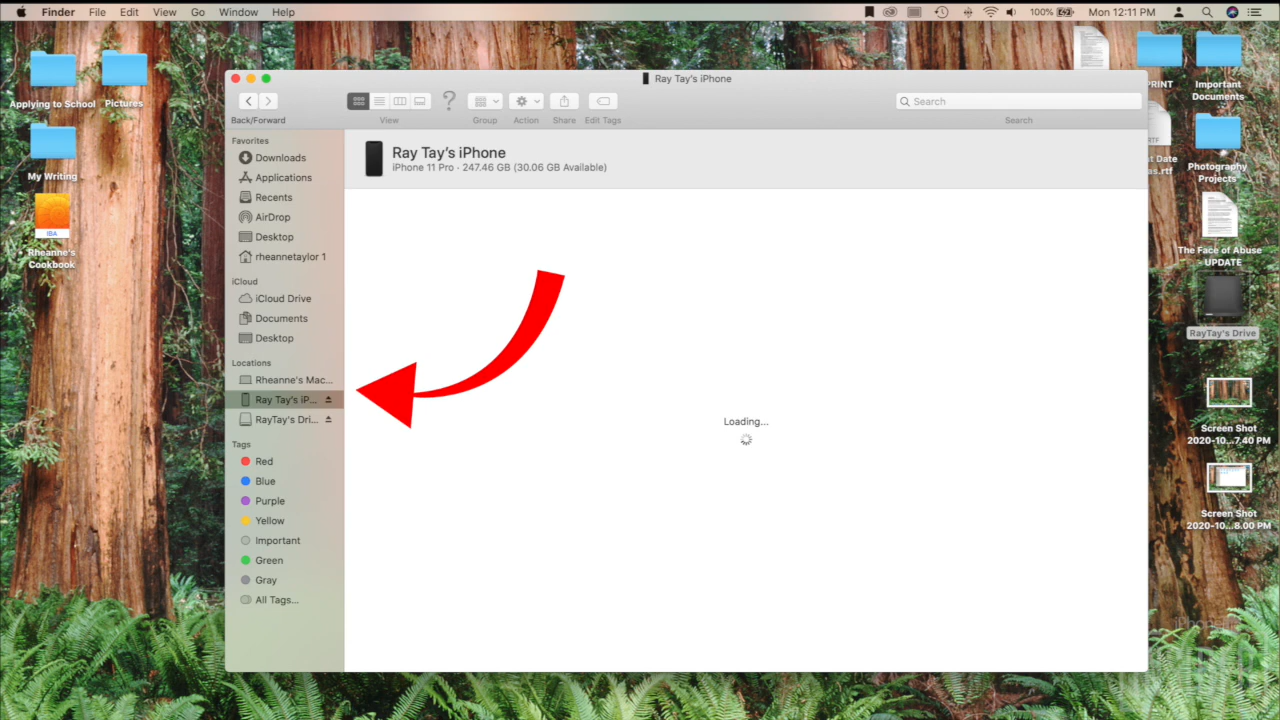 Finder File Edit View Go Window Help
100% Mon 12:11 PM
Applying to School
Pictures
My Writing
IBA
Rheanne's
Cookbook
Ray Tay's iPhone
Search
Back/Forward
View
Group
Action
Share
Edit Tags
Search
Favorites
Downloads
Applications
Recents
AirDrop
Desktop
rheannetaylor 1
iCloud
iCloud Drive
Documents
Desktop
Locations
Rheanne's Mac...
Ray Tay's iP...
RayTay's Dri...
Tags
Red
Blue
Purple
Yellow
Important
Green
Gray
All Tags...
Ray Tay’s iPhone
iPhone 11 Pro · 247.46 GB (30.06 GB Available)
Loading...
PRINT
Important
Documents
RTF
t Date
as.rtf
Photography
Projects
The Face of Abuse
UPDATE
RayTay's Drive
Screen Shot
2020-10...7.40 PM
Screen Shot
2020-10...8.00 PM